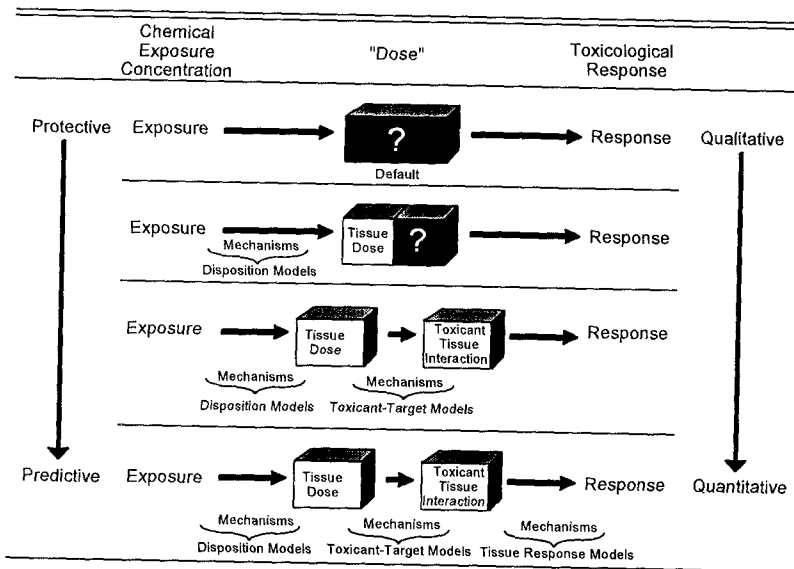 Chemical
Exposure
Concentration
"Dose"
Toxicological
Response
Protective
Exposure
?
Default
Response
Qualitative
Exposure
Mechanisms
Disposition Models
Tissue
Dose
?
Response
Exposure
Tissue
Dose
Toxicant
Tissue
Interaction
Response
Mechanisms
Disposition Models
Mechanisms
Toxicant-Target Models
Predictive
Exposure
Tissue
Dose
Toxicant
Tissue
Interaction
Response
Quantitative
Mechanisms
Disposition Models
Mechanisms
Toxicant-Target Models
Mechanisms
Tissue Response Models